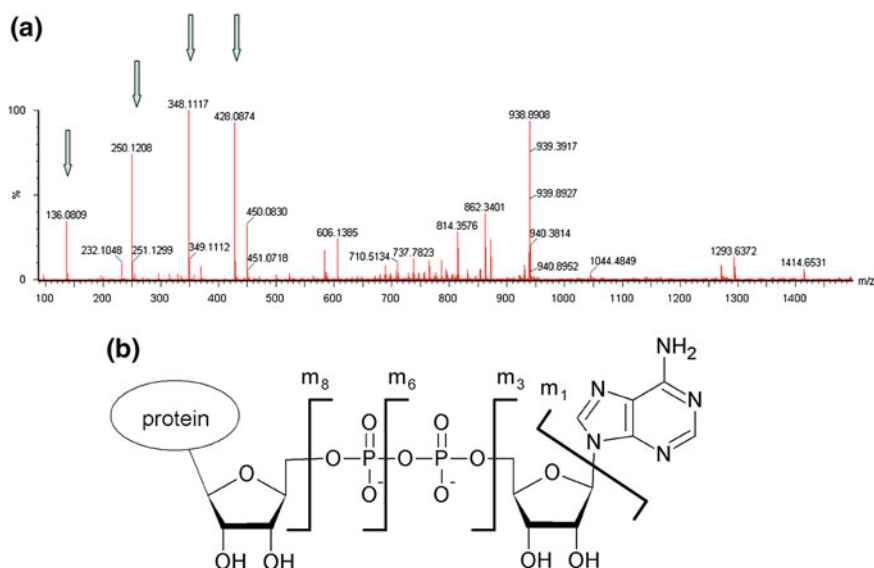 (a)
100
%
0
136.0809
232.1048
250.1208
251.1299
348.1117
349.1112
428.0874
450.0830
451.0718
606.1385
710.5134
737.7823
814.3576
862.3401
938.8908
939.3917
939.8927
940.3814
940.8952
1044.4849
1293.6372
1414.6531
100 200 300 400 500 600 700 800 900 1000 1100 1200 1300 1400 m/z
(b)
NH₂
m₈ m₆ m₃ m₁
N N
protein
O O
N N
O O P O P O O
O⁻ O⁻
OH OH OH OH